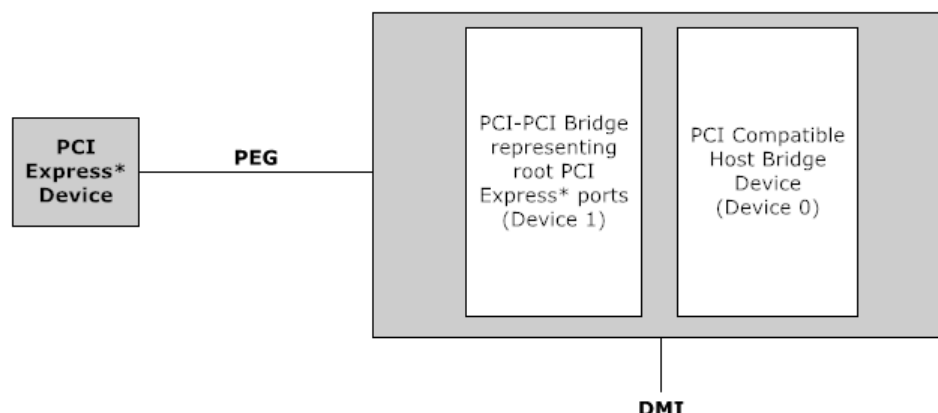 PCI
Express*
Device
PEG
PCI-PCI Bridge
representing
root PCI
Express* ports
(Device 1)
PCI Compatible
Host Bridge
Device
(Device 0)
DMI